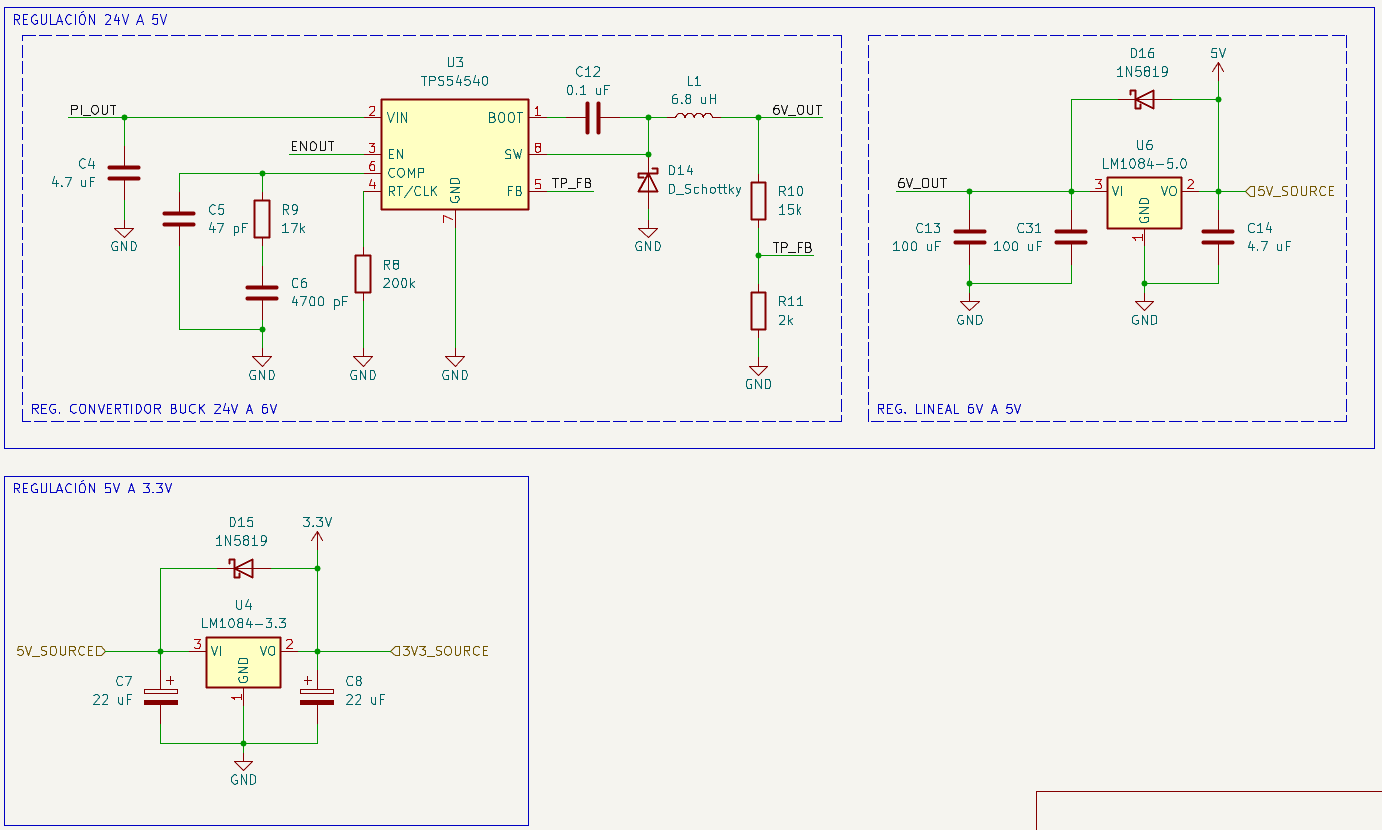 REGULACIÓN 24V A 5V
U3
TPS54540
PI_OUT
2
VIN
ENOUT
3
EN
6
COMP
4
RT/CLK
GND
7
BOOT
1
SW
8
FB
5
TP_FB
C12
0.1 uF
L1
6.8 uH
6V_OUT
C4
4.7 uF
GND
C5
47 pF
R9
17k
C6
4700 pF
GND
R8
200k
GND
GND
D14
D_Schottky
GND
R10
15k
TP_FB
R11
2k
GND
REG. CONVERTIDOR BUCK 24V A 6V
D16
1N5819
5V
U6
LM1084-5.0
6V_OUT
3
VI
VO
2
GND
1
5V_SOURCE
C13
100 uF
C31
100 uF
C14
4.7 uF
GND
GND
REG. LINEAL 6V A 5V
REGULACIÓN 5V A 3.3V
D15
1N5819
3.3V
U4
LM1084-3.3
5V_SOURCE
3
VI
VO
2
GND
1
3V3_SOURCE
C7
22 uF
C8
22 uF
GND